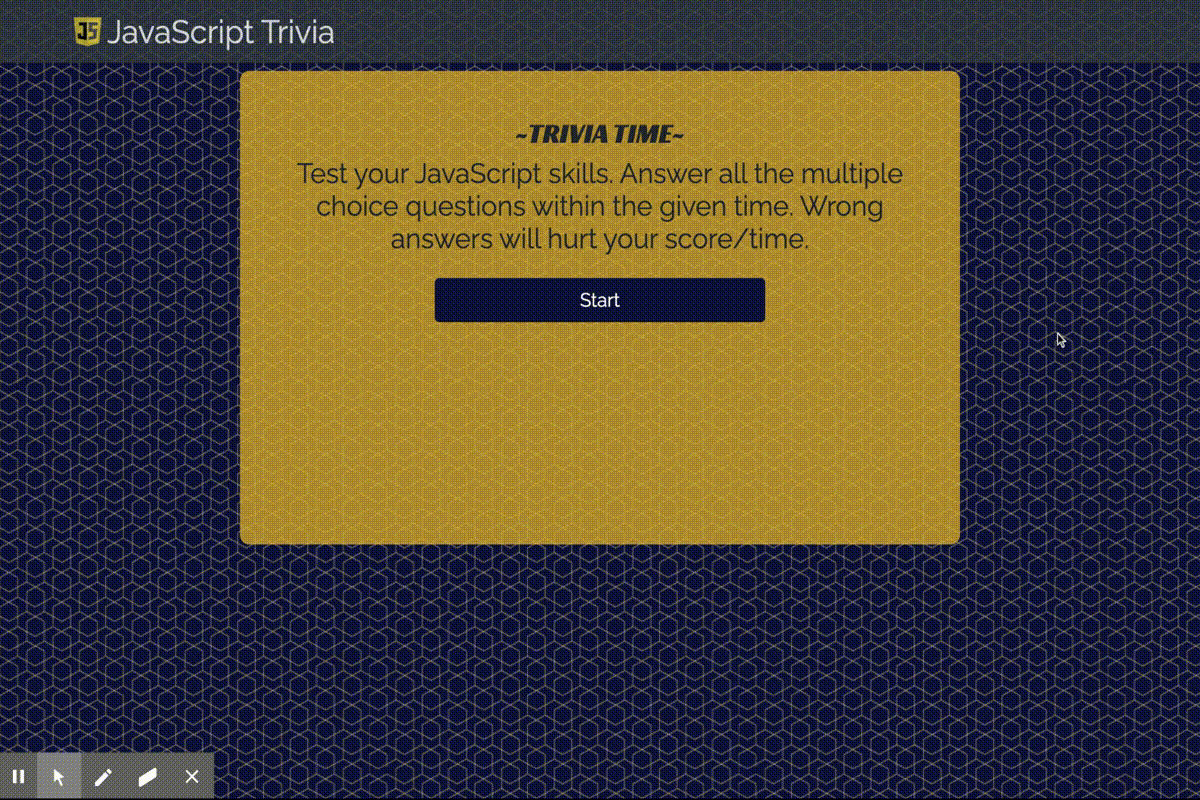 JS JavaScript Trivia
~TRIVIA TIME~
Test your JavaScript skills. Answer all the multiple
choice questions within the given time. Wrong
answers will hurt your score/time.
Start